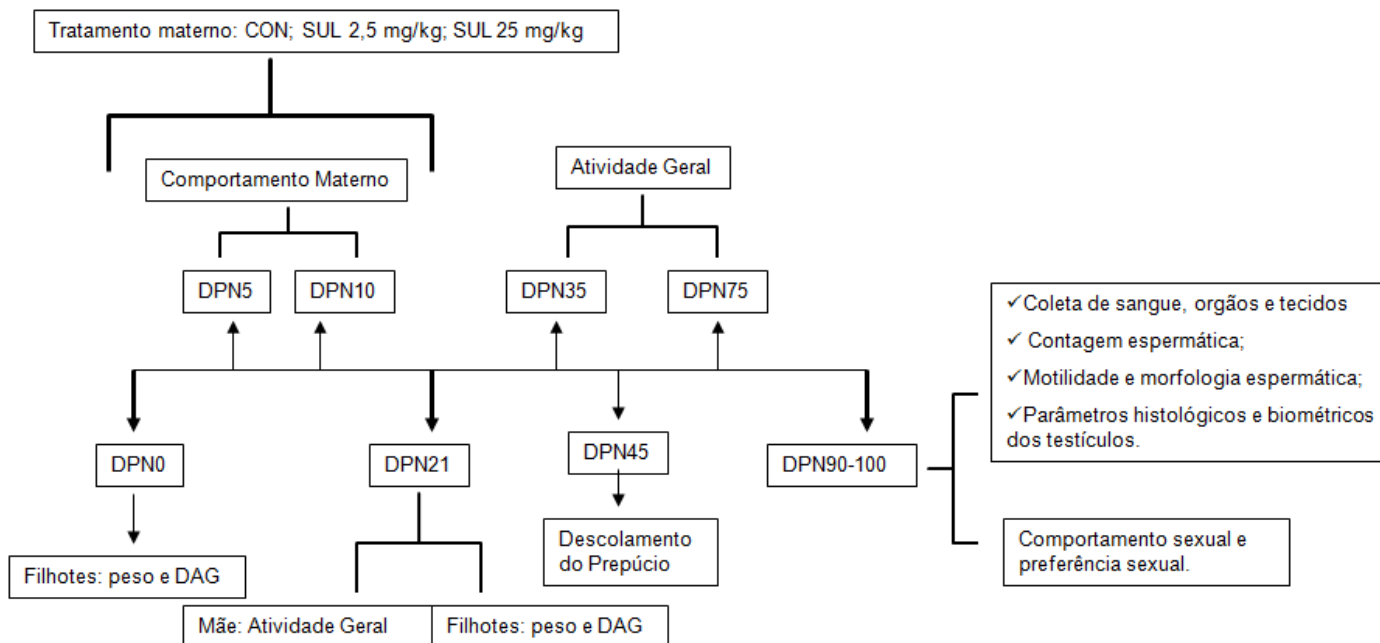 Tratamento materno: CON; SUL 2,5 mg/kg; SUL 25 mg/kg
Comportamento Materno
Atividade Geral
DPN5
DPN10
DPN35
DPN75
✓Coleta de sangue, orgãos e tecidos
✓ Contagem espermática;
✓Motilidade e morfologia espermática;
✓Parâmetros histológicos e biométricos
dos testículos.
DPN0
DPN21
DPN45
DPN90-100
Filhotes: peso e DAG
Mãe: Atividade Geral
Filhotes: peso e DAG
Descolamento
do Prepúcio
Comportamento sexual e
preferência sexual.